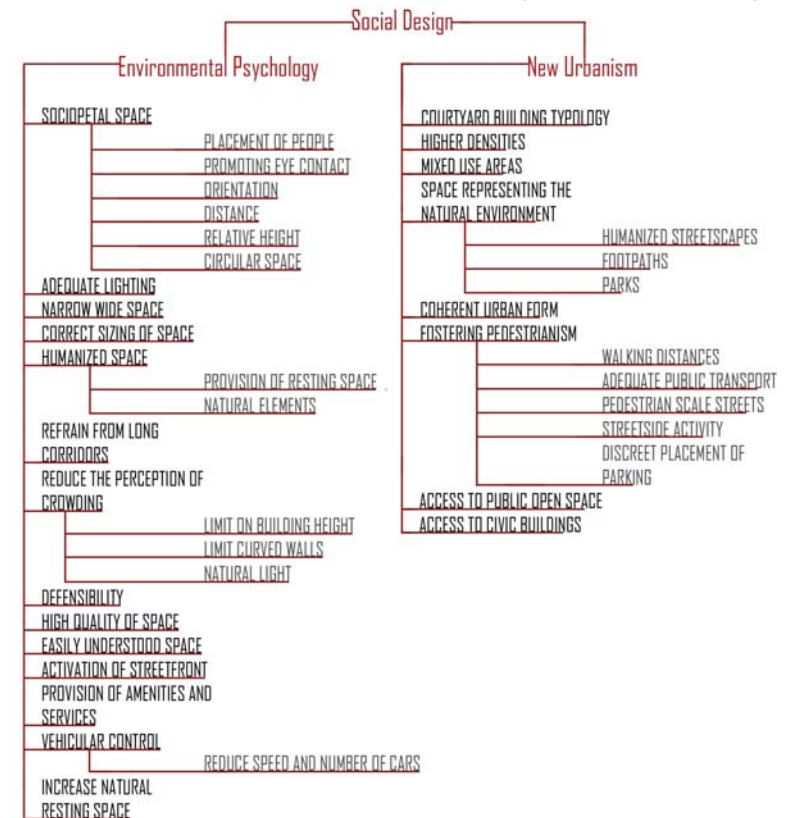 Social Design
Environmental Psychology
SOCIOPETAL SPACE
PLACEMENT OF PEOPLE
PROMOTING EYE CONTACT
ORIENTATION
DISTANCE
RELATIVE HEIGHT
CIRCULAR SPACE
ADEQUATE LIGHTING
NARROW WIDE SPACE
CORRECT SIZING OF SPACE
HUMANIZED SPACE
PROVISION OF RESTING SPACE
NATURAL ELEMENTS
REFRAIN FROM LONG
CORRIDORS
REDUCE THE PERCEPTION OF
CROWDING
LIMIT ON BUILDING HEIGHT
LIMIT CURVED WALLS
NATURAL LIGHT
DEFENSIBILITY
HIGH QUALITY OF SPACE
EASILY UNDERSTOOD SPACE
ACTIVATION OF STREETFRONT
PROVISION OF AMENITIES AND
SERVICES
VEHICULAR CONTROL
REDUCE SPEED AND NUMBER OF CARS
INCREASE NATURAL
RESTING SPACE
New Urbanism
COURTYARD BUILDING TYPOLOGY
HIGHER DENSITIES
MIXED USE AREAS
SPACE REPRESENTING THE
NATURAL ENVIRONMENT
HUMANIZED STREETSCAPES
FOOTPATHS
PARKS
COHERENT URBAN FORM
FOSTERING PEDESTRIANISM
WALKING DISTANCES
ADEQUATE PUBLIC TRANSPORT
PEDESTRIAN SCALE STREETS
STREETSIDE ACTIVITY
DISCREET PLACEMENT OF
PARKING
ACCESS TO PUBLIC OPEN SPACE
ACCESS TO CIVIC BUILDINGS